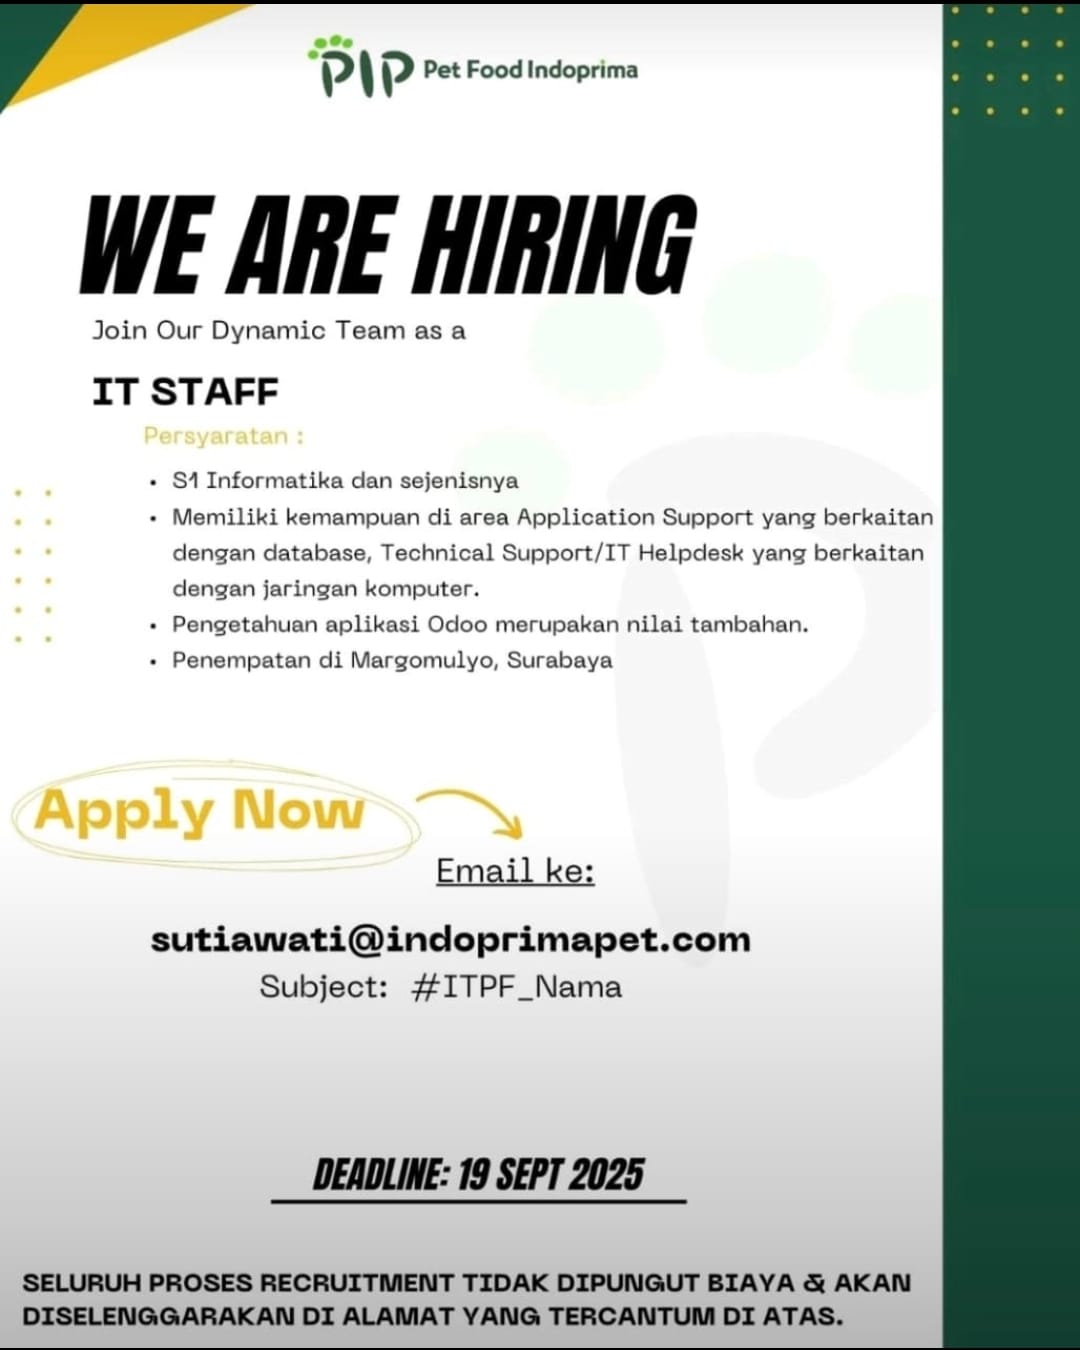 PIP Pet Food Indoprima
WE ARE HIRING
Join Our Dynamic Team as a
IT STAFF
Persyaratan :
• S1 Informatika dan sejenisnya
• Memiliki kemampuan di area Application Support yang berkaitan
dengan database, Technical Support/IT Helpdesk yang berkaitan
dengan jaringan komputer.
• Pengetahuan aplikasi Odoo merupakan nilai tambahan.
• Penempatan di Margomulyo, Surabaya
Apply Now
Email ke:
sutiawati@indoprimapet.com
Subject: #ITPF_Nama
DEADLINE: 19 SEPT 2025
SELURUH PROSES RECRUITMENT TIDAK DIPUNGUT BIAYA & AKAN
DISELENGGARAKAN DI ALAMAT YANG TERCANTUM DI ATAS.